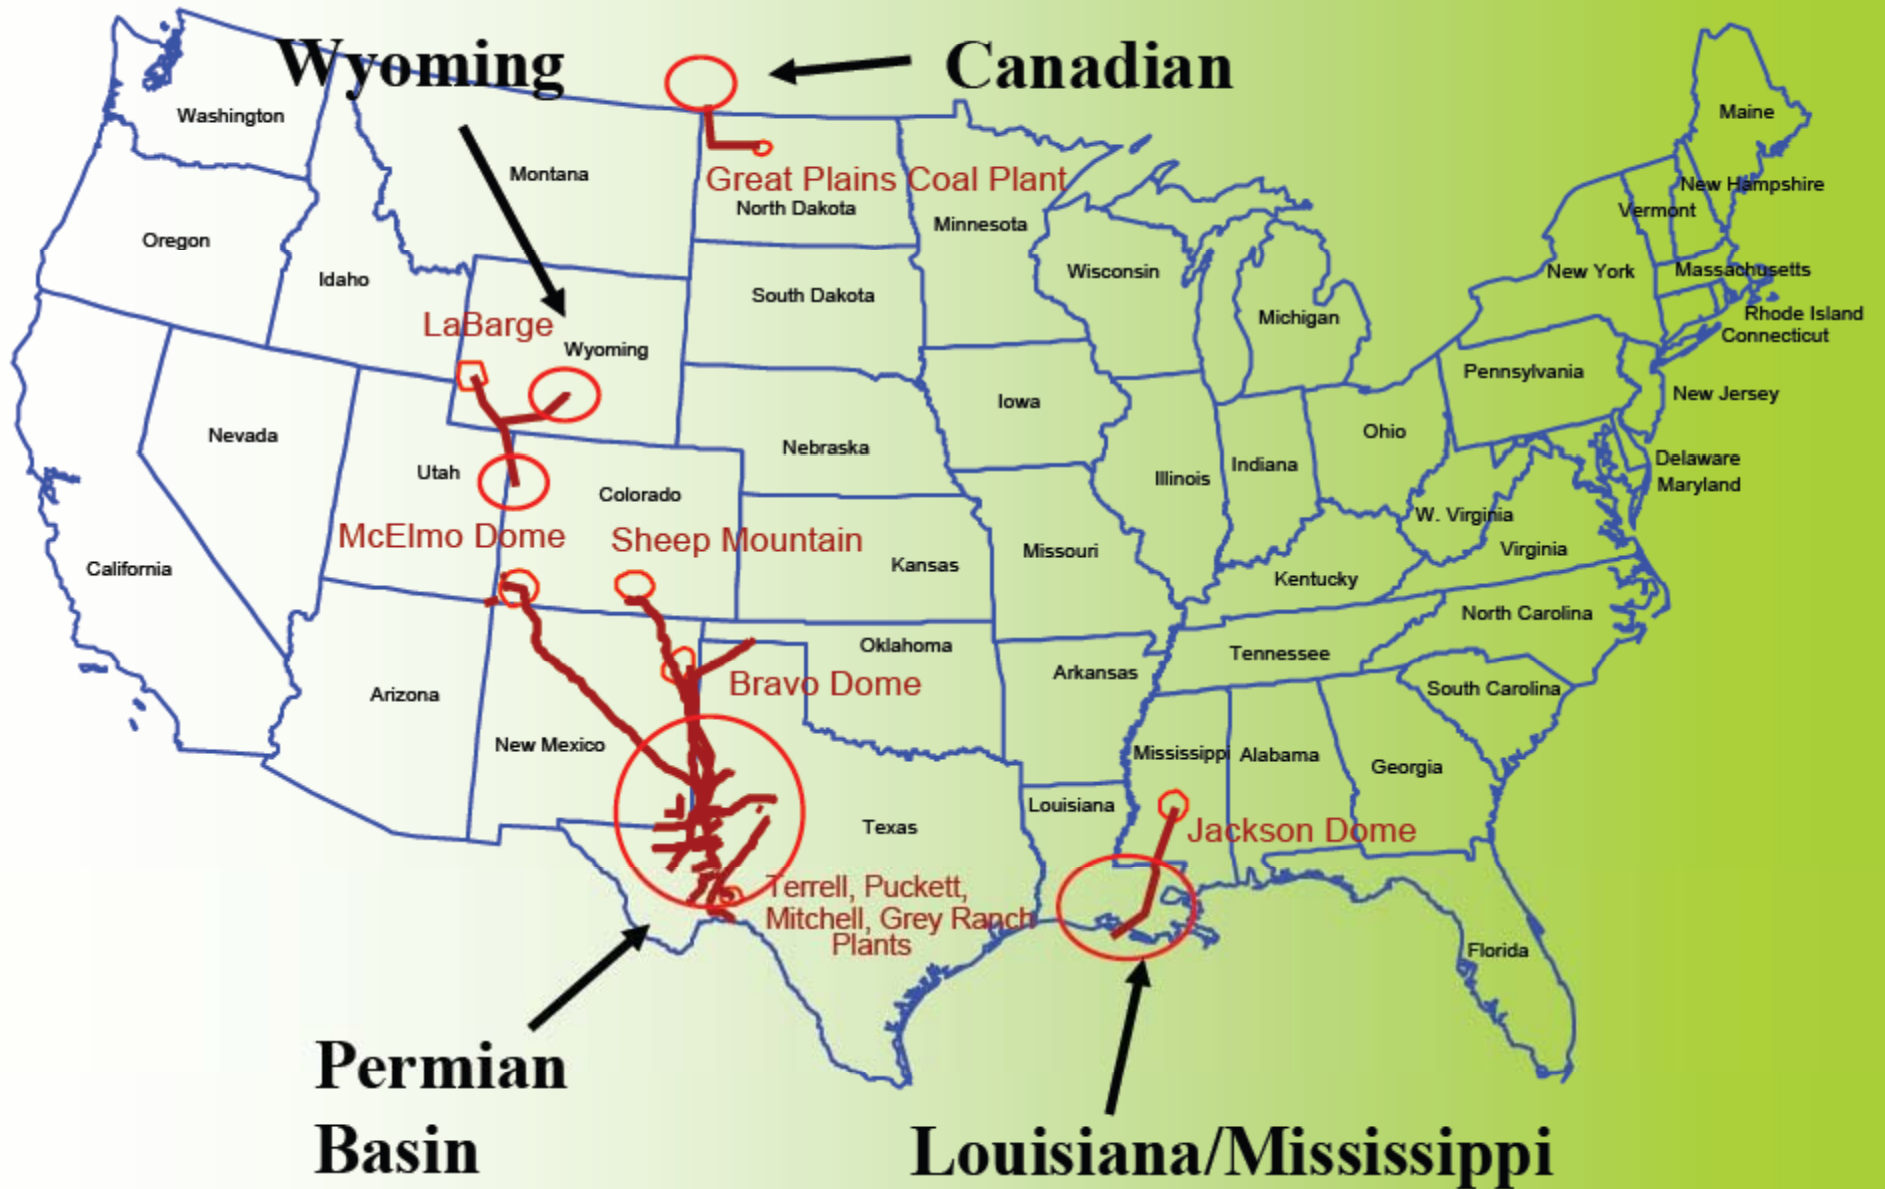 Wyoming
Canadian
Washington
Montana
Great Plains Coal Plant
North Dakota
Minnesota
Maine
New Hampshire
Vermont
Oregon
Idaho
South Dakota
Wisconsin
Michigan
New York
Massachusetts
Rhode Island
Connecticut
LaBarge
Wyoming
Pennsylvania
New Jersey
Iowa
Nevada
Nebraska
Ohio
Utah
Colorado
Illinois
Indiana
Delaware
Maryland
W. Virginia
Virginia
McElmo Dome
Sheep Mountain
California
Kansas
Missouri
Kentucky
North Carolina
Oklahoma
Tennessee
Arkansas
South Carolina
Arizona
Bravo Dome
New Mexico
Mississippi
Alabama
Georgia
Louisiana
Texas
Jackson Dome
Terrell, Puckett,
Mitchell, Grey Ranch
Plants
Florida
Permian
Basin
Louisiana/Mississippi